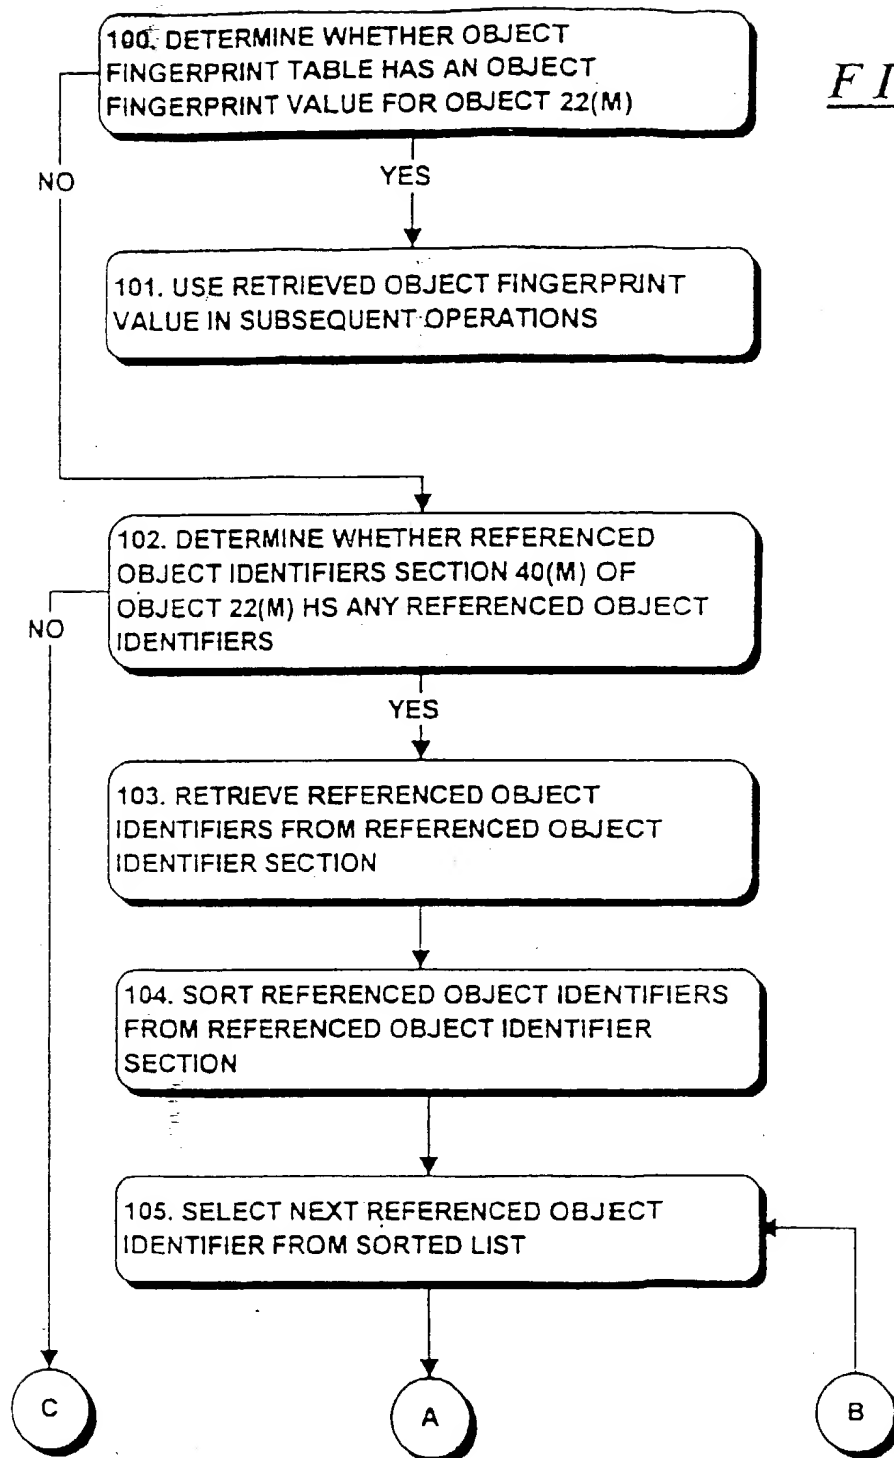 100. DETERMINE WHETHER OBJECT
FINGERPRINT TABLE HAS AN OBJECT
FINGERPRINT VALUE FOR OBJECT 22(M)
F I
NO
YES
101. USE RETRIEVED OBJECT FINGERPRINT
VALUE IN SUBSEQUENT OPERATIONS
102. DETERMINE WHETHER REFERENCED
OBJECT IDENTIFIERS SECTION 40(M) OF
OBJECT 22(M) HS ANY REFERENCED OBJECT
IDENTIFIERS
NO
YES
103. RETRIEVE REFERENCED OBJECT
IDENTIFIERS FROM REFERENCED OBJECT
IDENTIFIER SECTION
104. SORT REFERENCED OBJECT IDENTIFIERS
FROM REFERENCED OBJECT IDENTIFIER
SECTION
105. SELECT NEXT REFERENCED OBJECT
IDENTIFIER FROM SORTED LIST
C
A
B